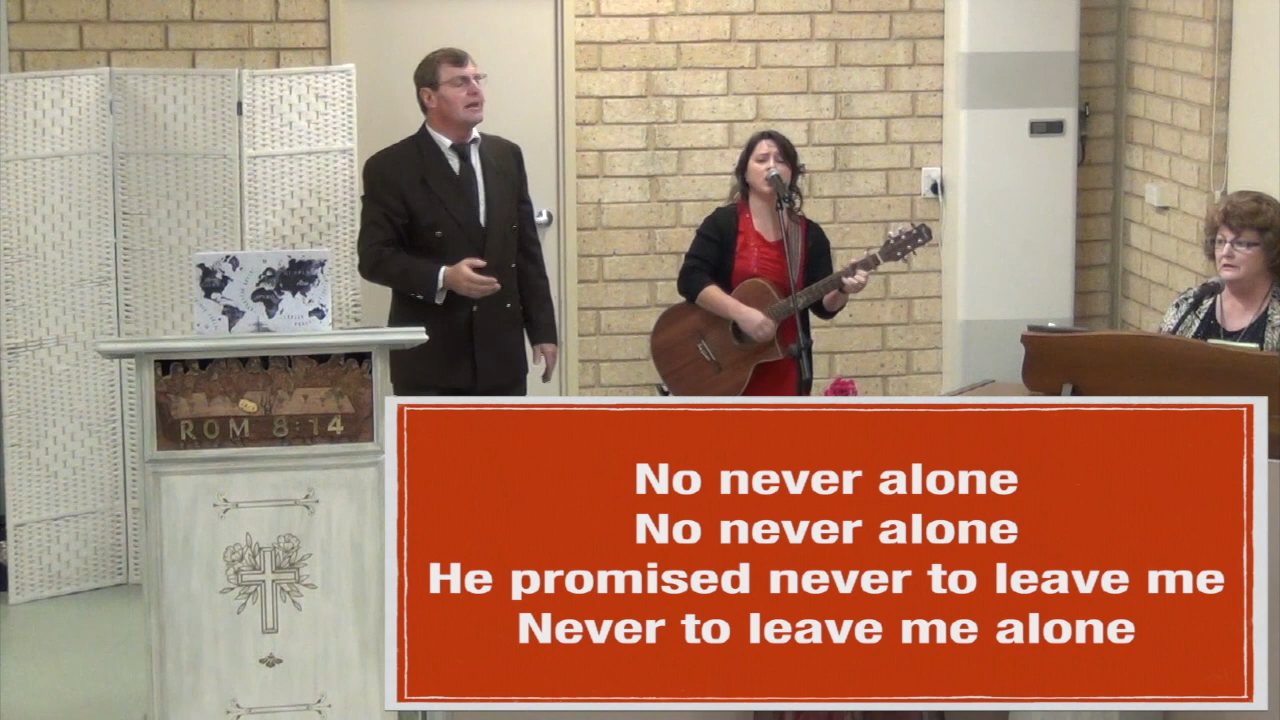 ROM 8:14
No never alone
No never alone
He promised never to leave me
Never to leave me alone